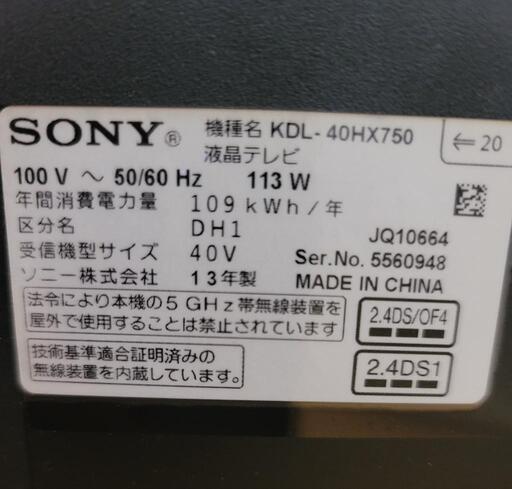 SONY® 機種名 KDL-40HX750
液晶テレビ
⇐20
100 V ～ 50/60 Hz 113 W
年間消費電力量 109kWh/年
区分名 DH1
JQ10664
受信機型サイズ 40V
Ser.No. 5560948
ソニー株式会社 13年製
MADE IN CHINA
法令により本機の5GHz帯無線装置を
屋外で使用することは禁止されています
2.4DS/OF4
技術基準適合証明済みの
無線装置を内蔵しています。
2.4DS1